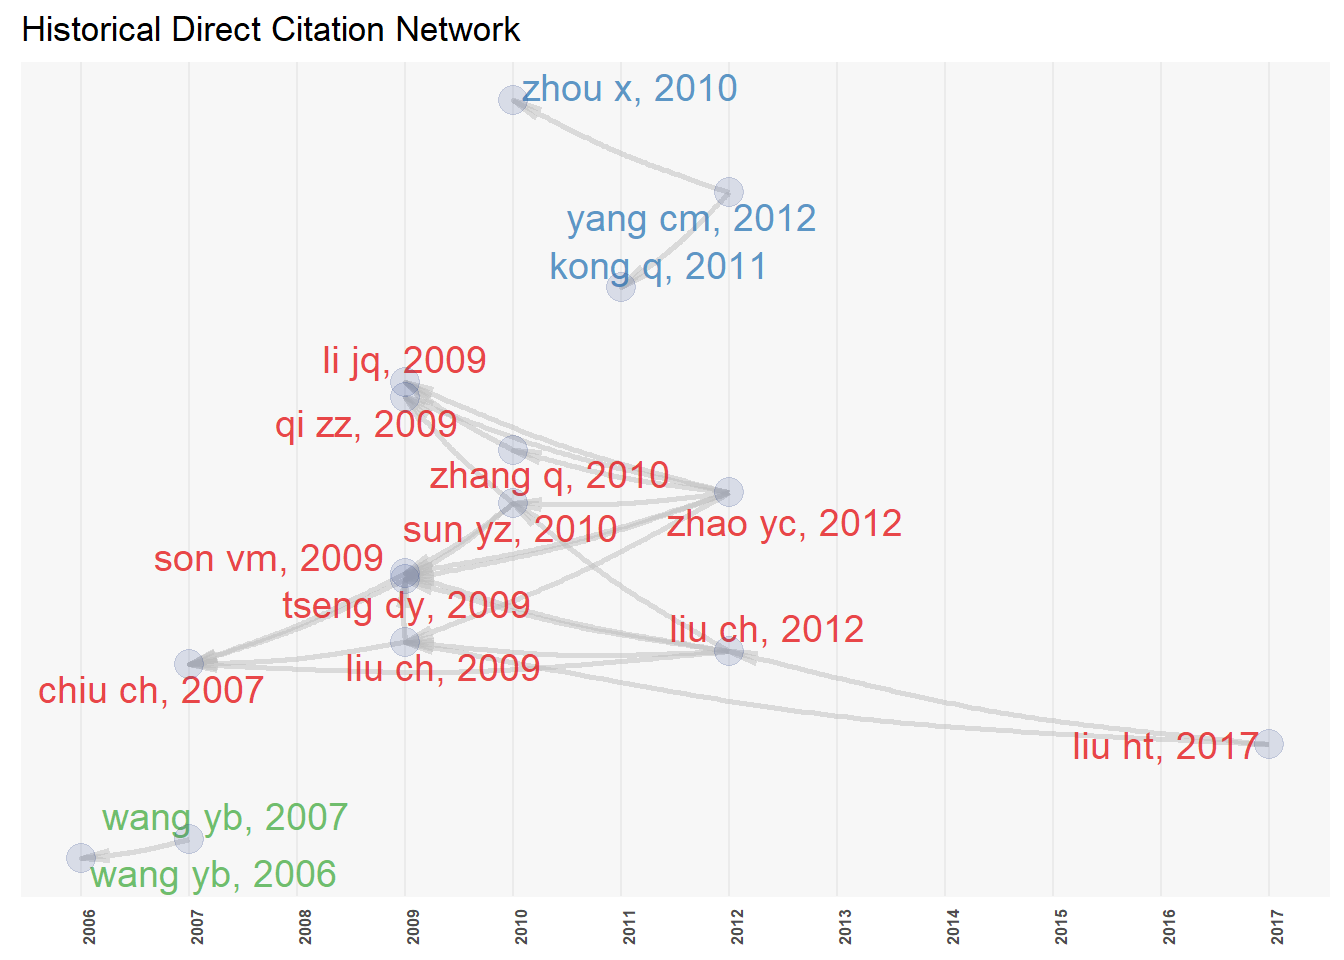 Historical Direct Citation Network
zhou x, 2010
yang cm, 2012
kong q, 2011
li jq, 2009
qi zz, 2009
zhang q, 2010
zhao yc, 2012
sun yz, 2010
son vm, 2009
tseng dy, 2009
liu ch, 2012
liu ch, 2009
chiu ch, 2007
liu ht, 2017
wang yb, 2007
wang yb, 2006
2006
2007
2008
2009
2010
2011
2012
2013
2014
2015
2016
2017